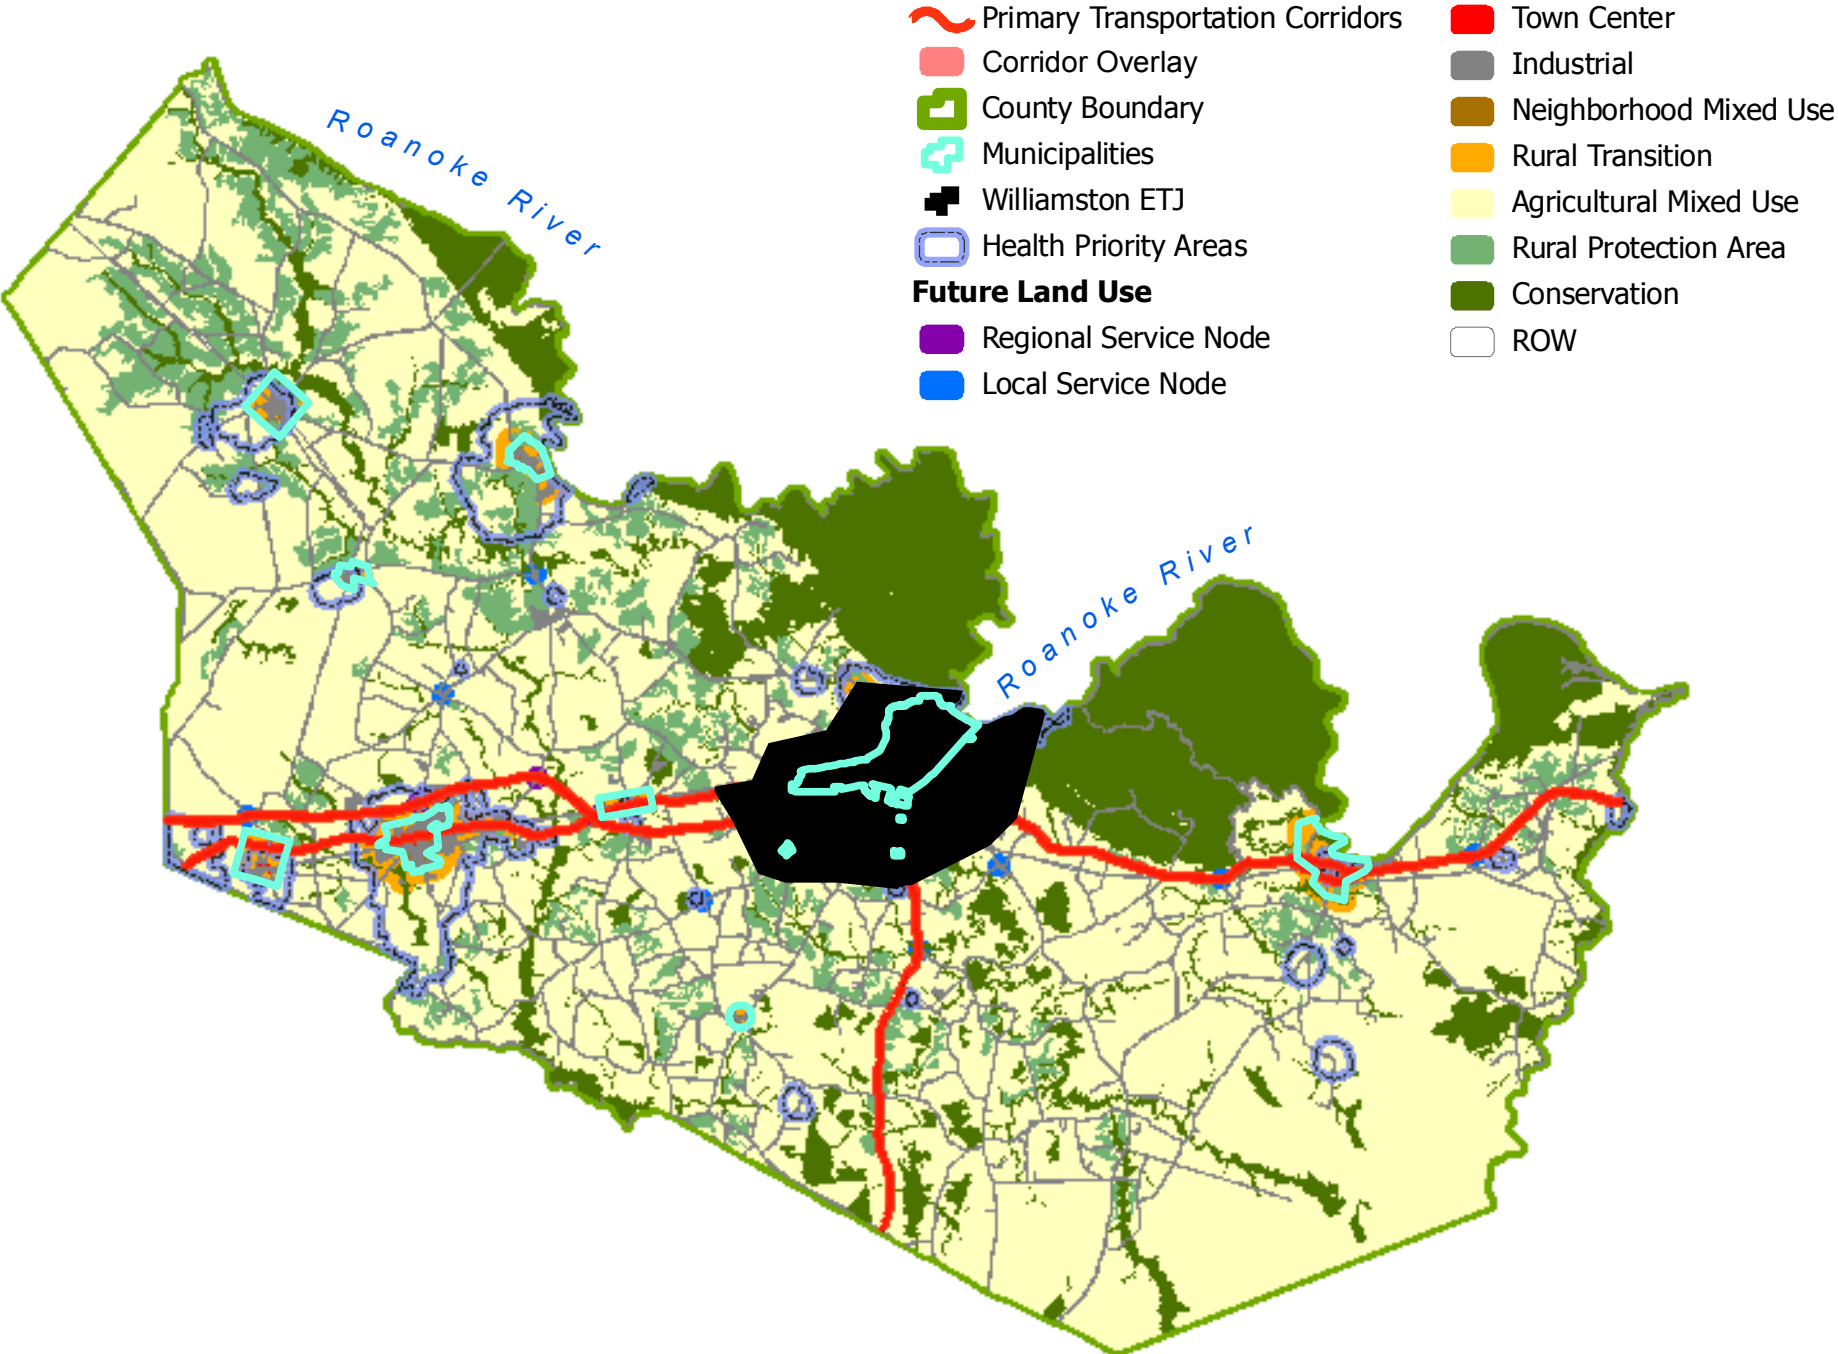 Primary Transportation Corridors
Corridor Overlay
County Boundary
Municipalities
Williamston ETJ
Health Priority Areas
Future Land Use
Regional Service Node
Local Service Node
Town Center
Industrial
Neighborhood Mixed Use
Rural Transition
Agricultural Mixed Use
Rural Protection Area
Conservation
ROW
Roanoke River
Roanoke River